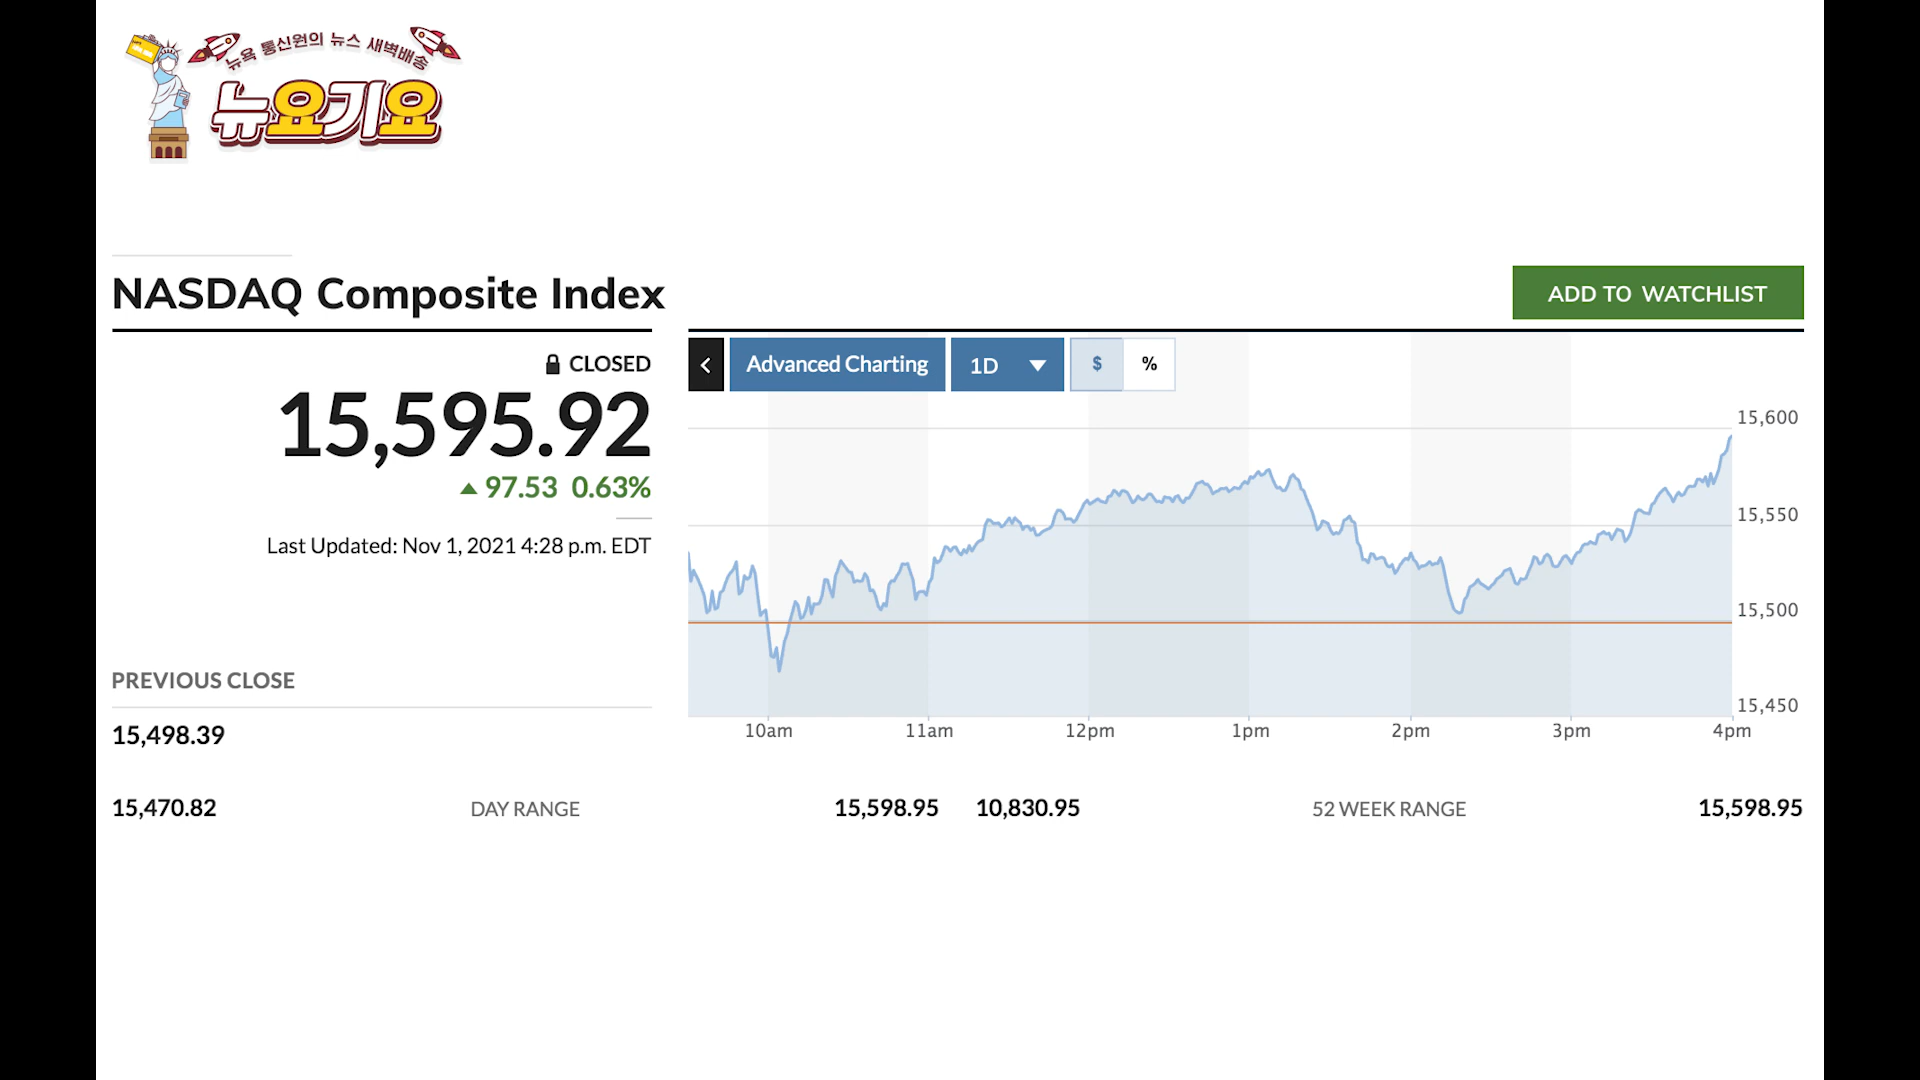 뉴욕 통신원의 뉴스 새벽배송
뉴요기요
NASDAQ Composite Index
ADD TO WATCHLIST
CLOSED
Advanced Charting
1D
$
%
15,595.92
97.53 0.63%
Last Updated: Nov 1, 2021 4:28 p.m. EDT
15,600
15,550
15,500
15,450
10am 11am 12pm 1pm 2pm 3pm 4pm
PREVIOUS CLOSE
15,498.39
15,470.82 DAY RANGE 15,598.95
10,830.95 52 WEEK RANGE 15,598.95